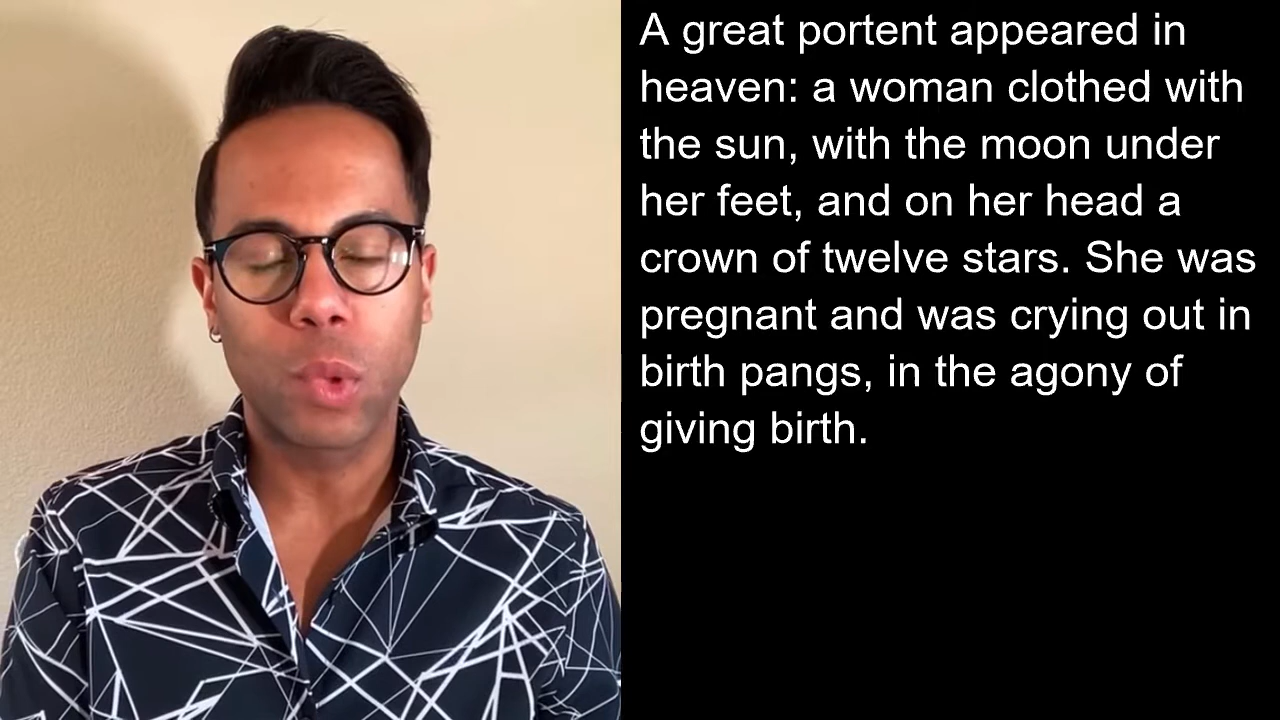 A great portent appeared in
heaven: a woman clothed with
the sun, with the moon under
her feet, and on her head a
crown of twelve stars. She was
pregnant and was crying out in
birth pangs, in the agony of
giving birth.